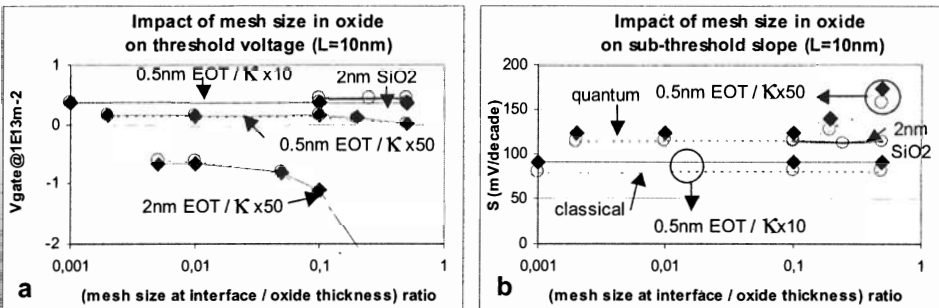 Impact of mesh size in oxide
on threshold voltage (L=10nm)
1
0
-1
-2
Vgate@1E13m-2
0.5nm EOT / K x10
2nm SiO2
0.5nm EOT / K x50
2nm EOT / K x50
0,001
0,01
0,1
1
(mesh size at interface / oxide thickness) ratio
a
Impact of mesh size in oxide
on sub-threshold slope (L=10nm)
200
150
100
50
0
S (mV/decade)
quantum
0.5nm EOT / Kx50
2nm
SiO2
classical
0.5nm EOT / Kx10
0,001
0,01
0,1
1
(mesh size at interface / oxide thickness) ratio
b